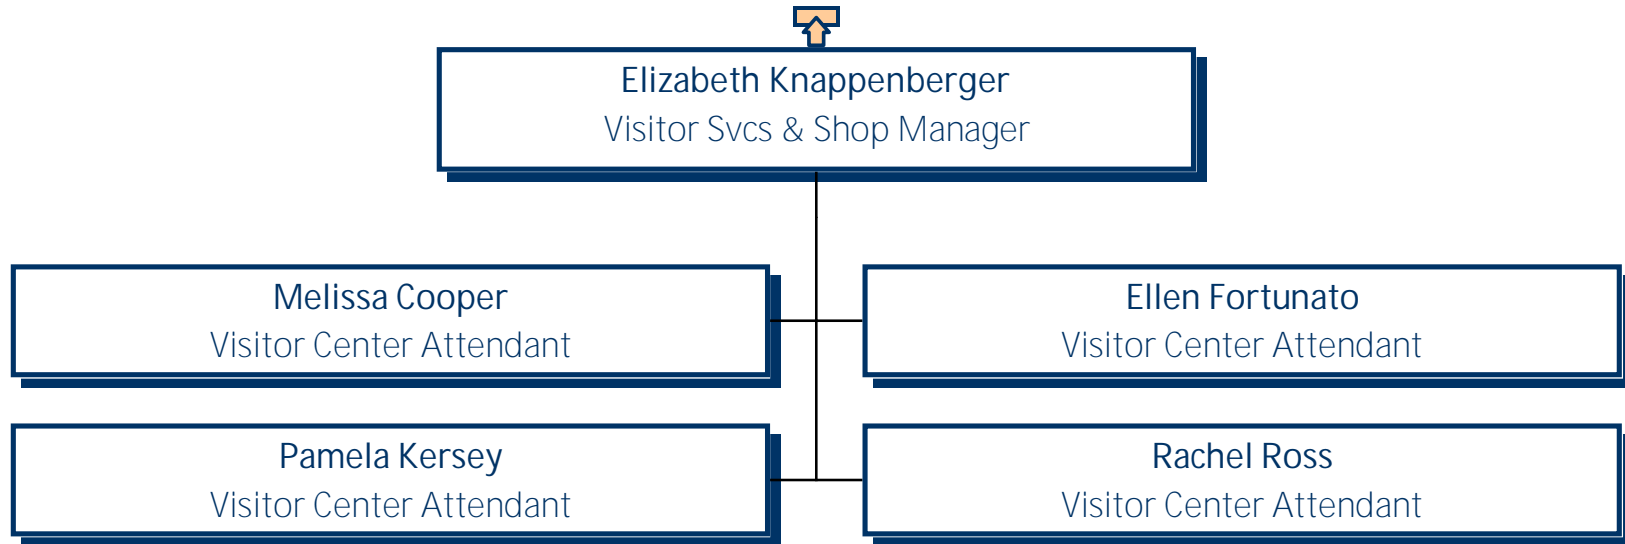 Elizabeth Knappenberger
Visitor Svcs & Shop Manager
Melissa Cooper
Visitor Center Attendant
Ellen Fortunato
Visitor Center Attendant
Pamela Kersey
Visitor Center Attendant
Rachel Ross
Visitor Center Attendant